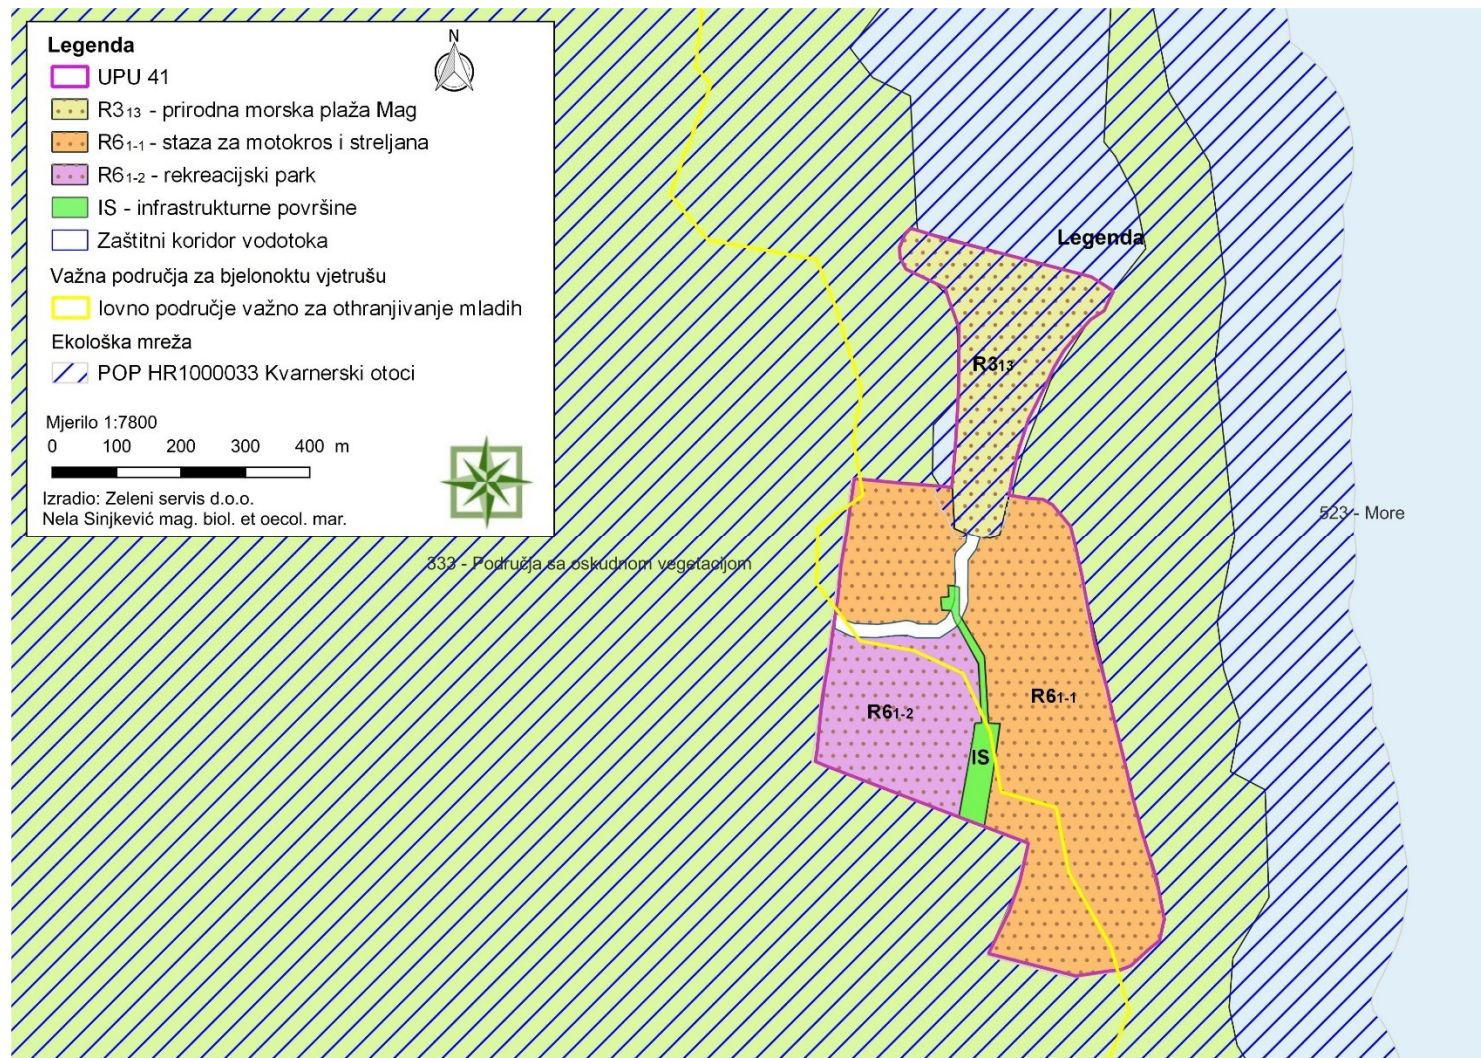 Legenda
N
UPU 41
R3₁₃ - prirodna morska plaža Mag
R6₁₋₁ - staza za motokros i streljana
R6₁₋₂ - rekreacijski park
IS - infrastrukturne površine
Zaštitni koridor vodotoka
Važna područja za bjelonoktu vjetrušu
lovno područje važno za othranjivanje mladih
Ekološka mreža
POP HR1000033 Kvarnerski otoci
Mjerilo 1:7800
0 100 200 300 400 m
Izradio: Zeleni servis d.o.o.
Nela Sinjkević mag. biol. et oecol. mar.
Legenda
R3₁₃
523 - More
333 - Područja sa oskudnom vegetacijom
R6₁₋₁
R6₁₋₂
IS